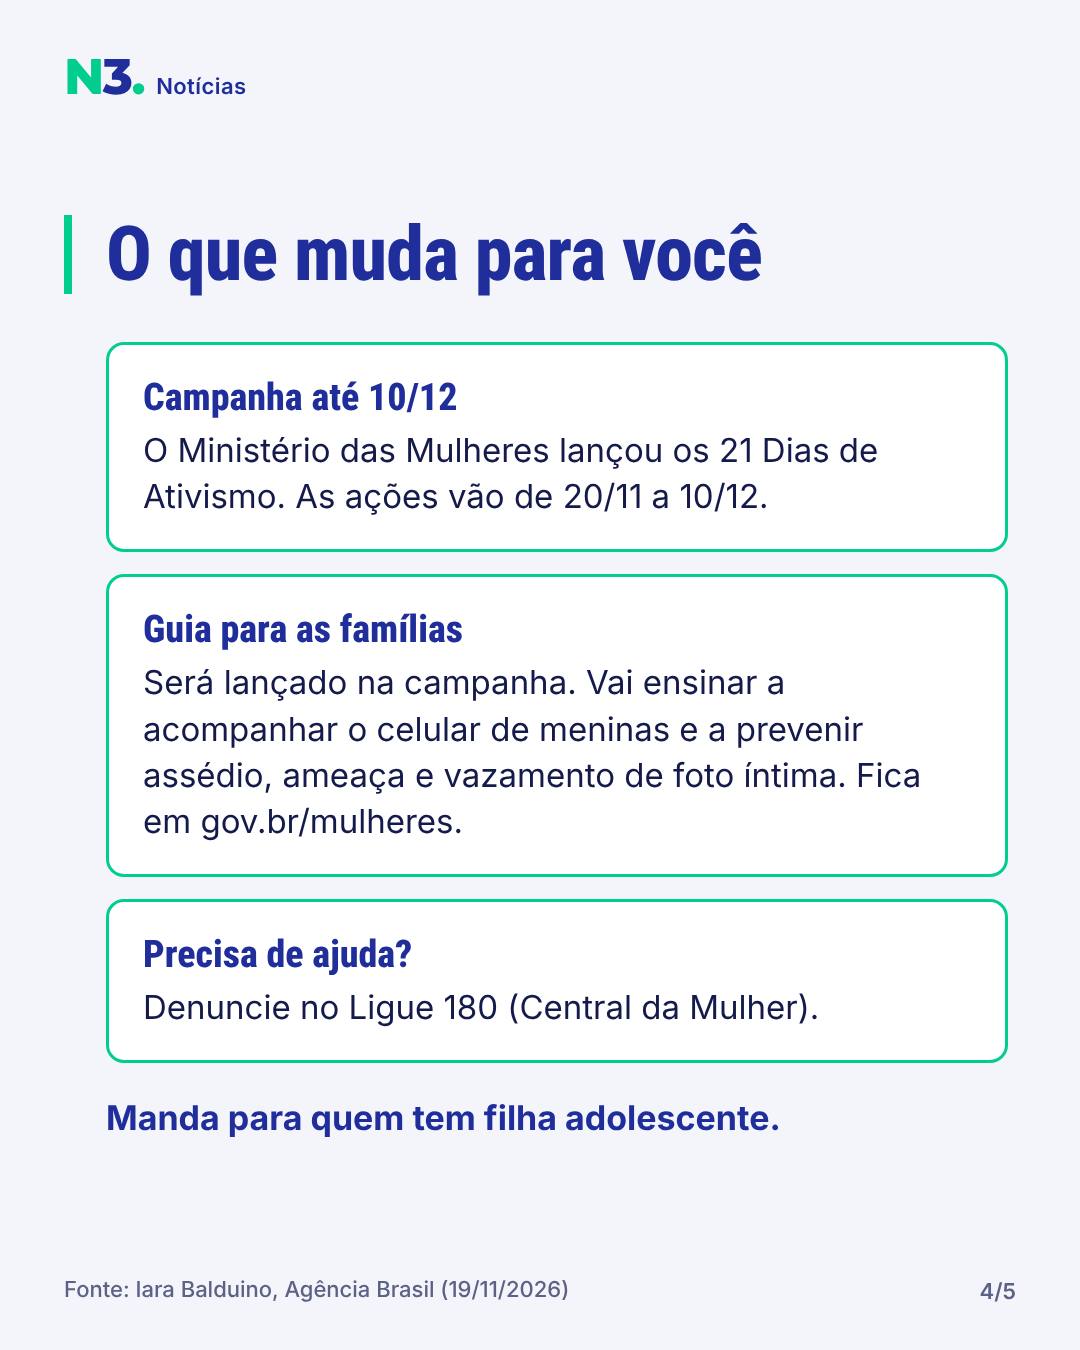 N3. Notícias
O que muda para você
Campanha até 10/12
O Ministério das Mulheres lançou os 21 Dias de
Ativismo. As ações vão de 20/11 a 10/12.
Guia para as famílias
Será lançado na campanha. Vai ensinar a
acompanhar o celular de meninas e a prevenir
assédio, ameaça e vazamento de foto íntima. Fica
em gov.br/mulheres.
Precisa de ajuda?
Denuncie no Ligue 180 (Central da Mulher).
Manda para quem tem filha adolescente.
Fonte: Iara Balduino, Agência Brasil (19/11/2026)
4/5